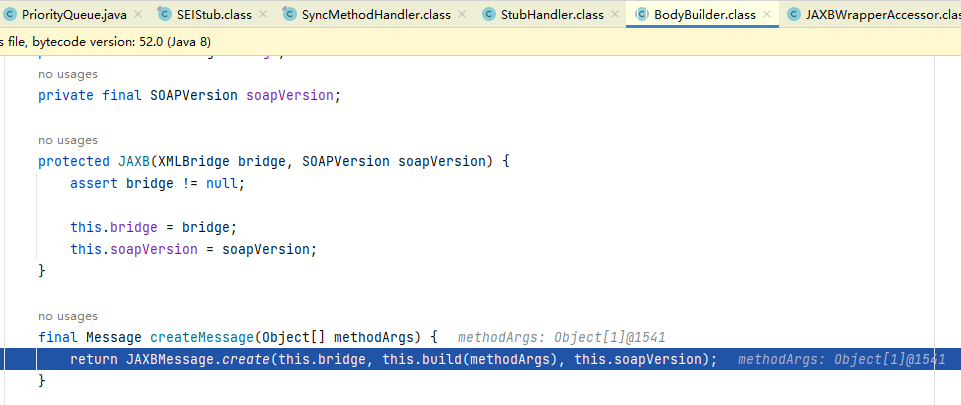 PriorityQueue.java SEIStub.class SyncMethodHandler.class StubHandler.class BodyBuilder.class JAXBWrapperAccessor.clas
s file, bytecode version: 52.0 (Java 8)
no usages
private final SOAPVersion soapVersion;
no usages
protected JAXB(XMLBridge bridge, SOAPVersion soapVersion) {
assert bridge != null;
this.bridge = bridge;
this.soapVersion = soapVersion;
}
no usages
final Message createMessage(Object[] methodArgs) { methodArgs: Object[1]@1541
return JAXBMessage.create(this.bridge, this.build(methodArgs), this.soapVersion); methodArgs: Object[1]@1541
}